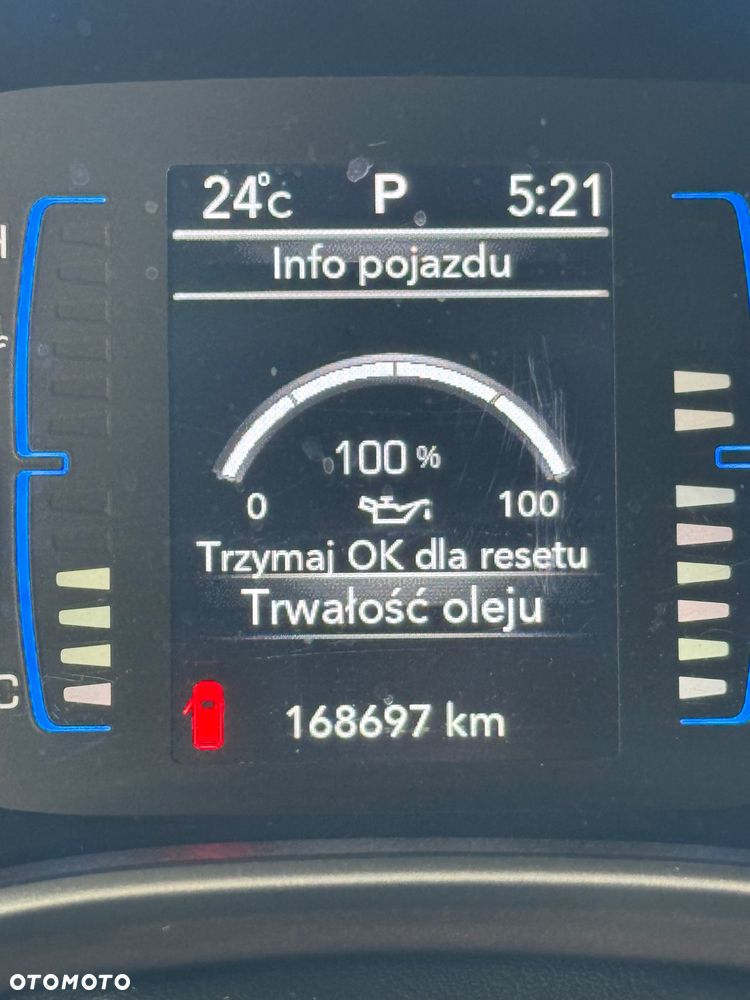 24°C P 5:21
Info pojazdu
100 %
0 100
Trzymaj OK dla resetu
Trwałość oleju
C 168697 km
OTOMOTO